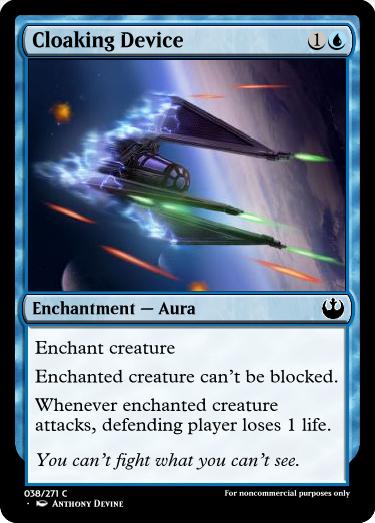 Cloaking Device 1
Enchantment — Aura
Enchant creature
Enchanted creature can't be blocked.
Whenever enchanted creature
attacks, defending player loses 1 life.
You can't fight what you can't see.
038/271 C
For noncommercial purposes only
· Anthony Devine